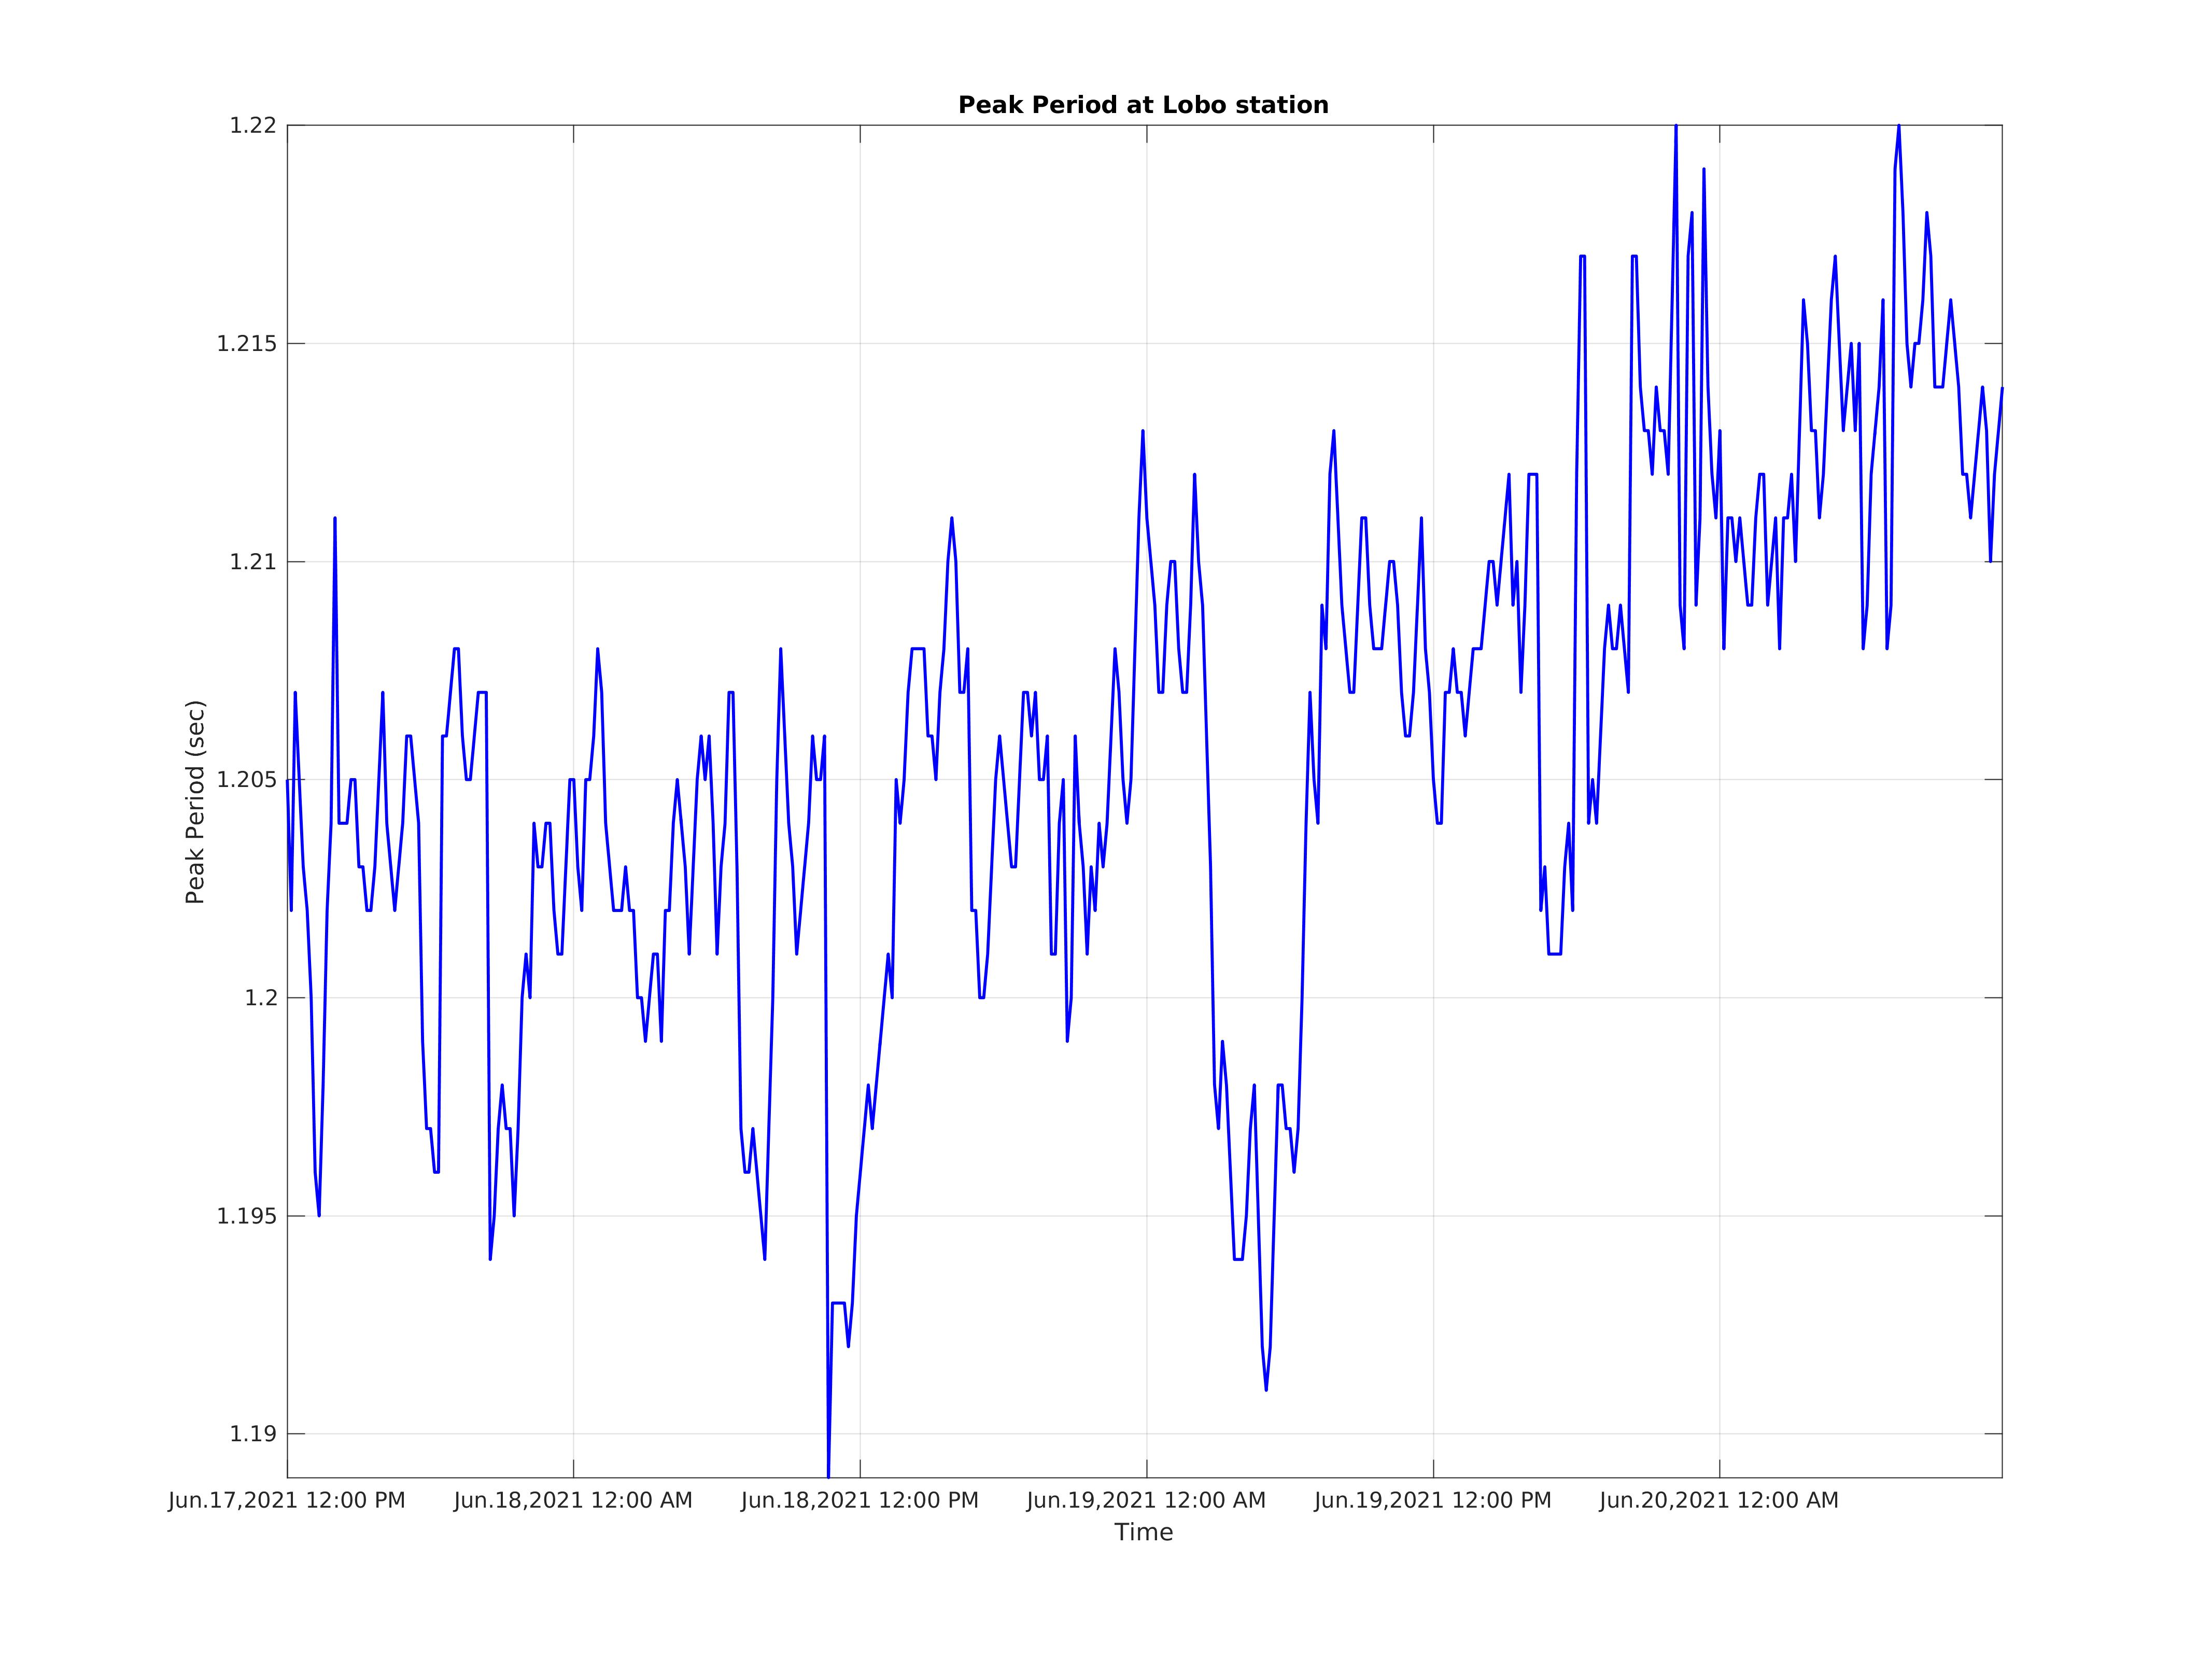 Peak Period at Lobo station
1.22
1.215
1.21
1.205
1.2
1.195
1.19
Peak Period (sec)
Jun.17,2021 12:00 PM
Jun.18,2021 12:00 AM
Jun.18,2021 12:00 PM
Jun.19,2021 12:00 AM
Jun.19,2021 12:00 PM
Jun.20,2021 12:00 AM
Time